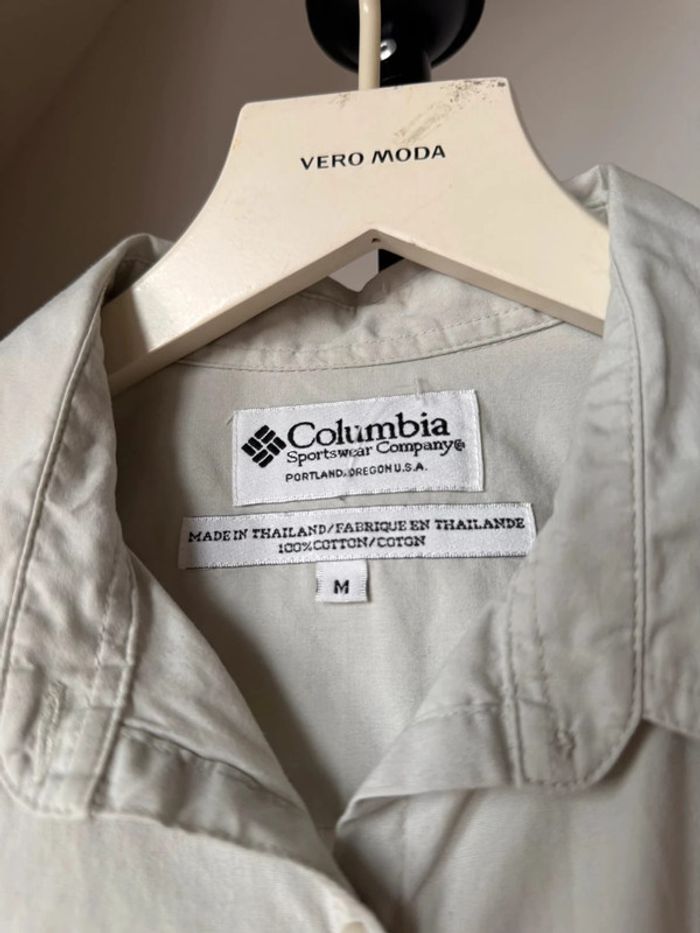 VERO MODA
Columbia
Sportswear Company®
PORTLAND, OREGON U.S.A.
MADE IN THAILAND/FABRIQUE EN THAILANDE
100% COTTON/COTON
M